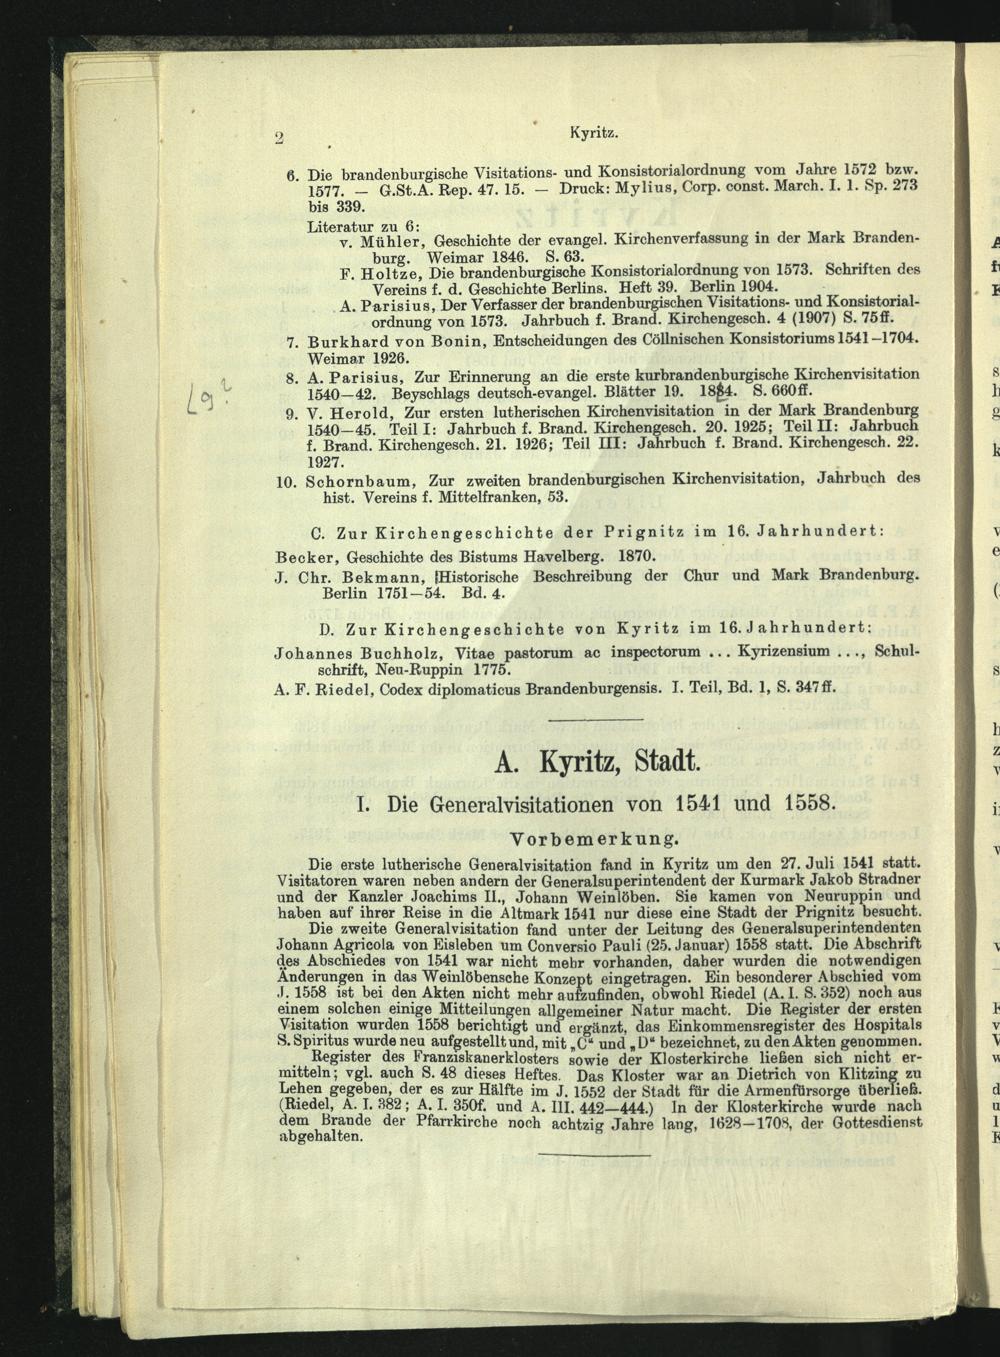 2
Kyritz.
6. Die brandenburgische Visitations- und Konsistorialordnung vom Jahre 1572 bzw.
1577. — G.St.A. Rep. 47. 15. — Druck: Mylius, Corp. const. March. I. 1. Sp. 273
bis 339.
Literatur zu 6:
v. Mühler, Geschichte der evangel. Kirchenverfassung in der Mark Branden-
burg. Weimar 1846. S. 63.
F. Holtze, Die brandenburgische Konsistorialordnung von 1573. Schriften des
Vereins f. d. Geschichte Berlins. Heft 39. Berlin 1904.
A. Parisius, Der Verfasser der brandenburgischen Visitations- und Konsistorial-
ordnung von 1573. Jahrbuch f. Brand. Kirchengesch. 4 (1907) S. 75ff.
7. Burkhard von Bonin, Entscheidungen des Cöllnischen Konsistoriums 1541–1704.
Weimar 1926.
8. A. Parisius, Zur Erinnerung an die erste kurbrandenburgische Kirchenvisitation
1540—42. Beyschlags deutsch-evangel. Blätter 19. 1884. S. 660ff.
L9?
9. V. Herold, Zur ersten lutherischen Kirchenvisitation in der Mark Brandenburg
1540—45. Teil I: Jahrbuch f. Brand. Kirchengesch. 20. 1925; Teil II: Jahrbuch
f. Brand. Kirchengesch. 21. 1926; Teil III: Jahrbuch f. Brand. Kirchengesch. 22.
1927.
10. Schornbaum, Zur zweiten brandenburgischen Kirchenvisitation, Jahrbuch des
hist. Vereins f. Mittelfranken, 53.
C. Zur Kirchengeschichte der Prignitz im 16. Jahrhundert:
Becker, Geschichte des Bistums Havelberg. 1870.
J. Chr. Bekmann, Historische Beschreibung der Chur und Mark Brandenburg.
Berlin 1751—54. Bd. 4.
D. Zur Kirchengeschichte von Kyritz im 16. Jahrhundert:
Johannes Buchholz, Vitae pastorum ac inspectorum ... Kyrizensium ..., Schul-
schrift, Neu-Ruppin 1775.
A. F. Riedel, Codex diplomaticus Brandenburgensis. I. Teil, Bd. 1, S. 347ff.
A. Kyritz, Stadt.
I. Die Generalvisitationen von 1541 und 1558.
Vorbemerkung.
Die erste lutherische Generalvisitation fand in Kyritz um den 27. Juli 1541 statt.
Visitatoren waren neben andern der Generalsuperintendent der Kurmark Jakob Stradner
und der Kanzler Joachims II., Johann Weinlöben. Sie kamen von Neuruppin und
haben auf ihrer Reise in die Altmark 1541 nur diese eine Stadt der Prignitz besucht.
Die zweite Generalvisitation fand unter der Leitung des Generalsuperintendenten
Johann Agricola von Eisleben um Conversio Pauli (25. Januar) 1558 statt. Die Abschrift
des Abschiedes von 1541 war nicht mehr vorhanden, daher wurden die notwendigen
Änderungen in das Weinlöbensche Konzept eingetragen. Ein besonderer Abschied vom
J. 1558 ist bei den Akten nicht mehr aufzufinden, obwohl Riedel (A. I. S. 352) noch aus
einem solchen einige Mitteilungen allgemeiner Natur macht. Die Register der ersten
Visitation wurden 1558 berichtigt und ergänzt, das Einkommensregister des Hospitals
S. Spiritus wurde neu aufgestellt und, mit „C“ und „D“ bezeichnet, zu den Akten genommen.
Register des Franziskanerklosters sowie der Klosterkirche ließen sich nicht er-
mitteln; vgl. auch S. 48 dieses Heftes. Das Kloster war an Dietrich von Klitzing zu
Lehen gegeben, der es zur Hälfte im J. 1552 der Stadt für die Armenfürsorge überließ.
(Riedel, A. I. 382; A. I. 350f. und A. III. 442—444.) In der Klosterkirche wurde nach
dem Brande der Pfarrkirche noch achtzig Jahre lang, 1628—1708, der Gottesdienst
abgehalten.